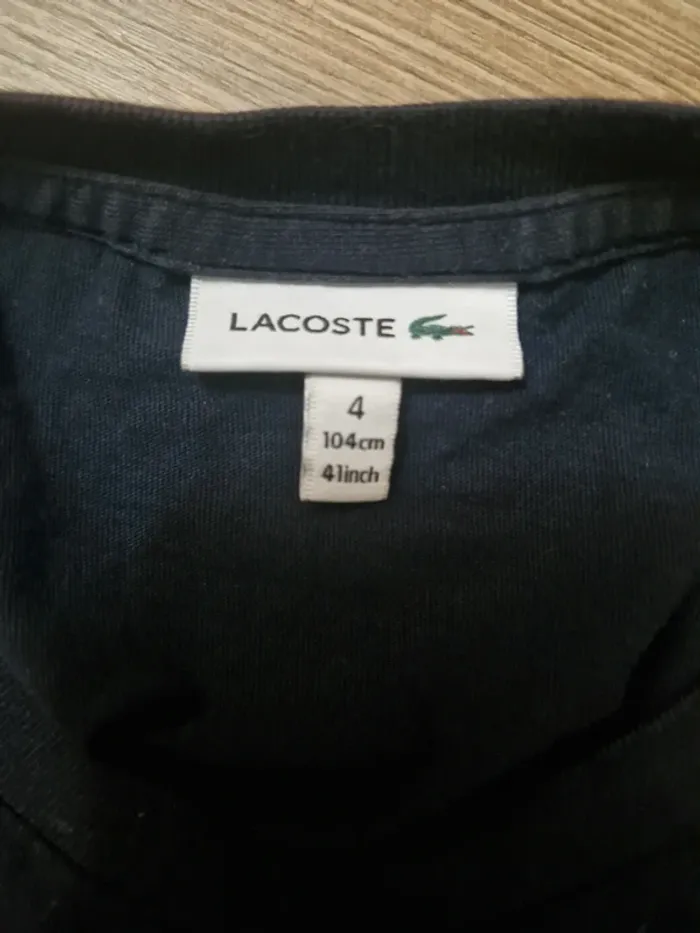 LACOSTE
4
104cm
41inch